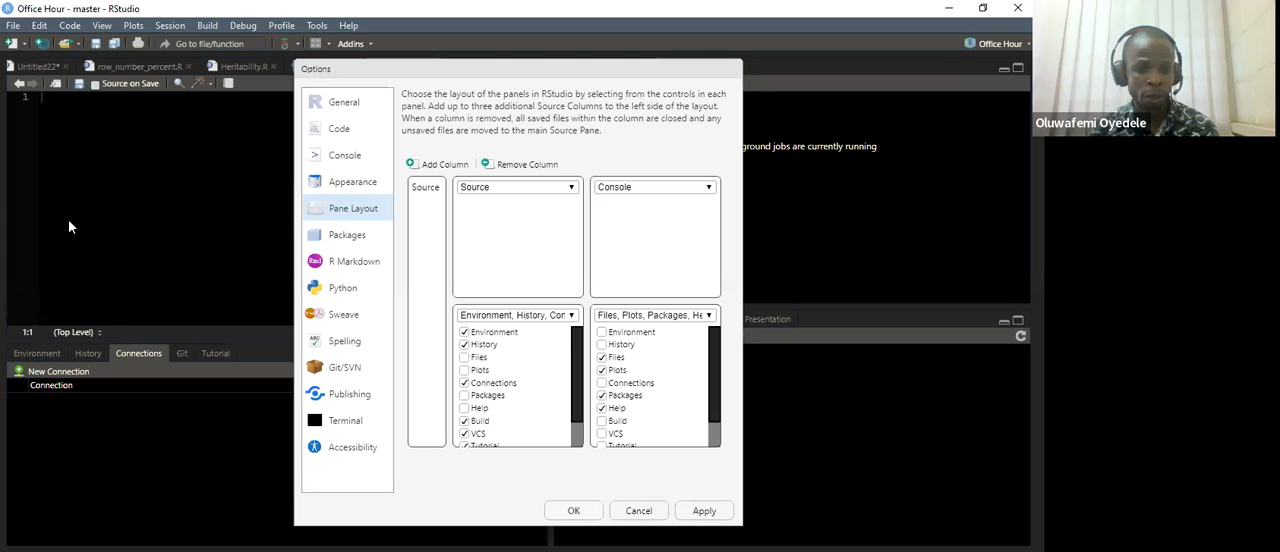 Office Hour - master - RStudio
File Edit Code View Plots Session Build Debug Profile Tools Help
Go to file/function Addins Office Hour
Untitled22* row_number_percent.R Heritability.R
Source on Save
1
Options
General
Code
Console
Appearance
Pane Layout
Packages
R Markdown
Python
Sweave
Spelling
Git/SVN
Publishing
Terminal
Accessibility
Choose the layout of the panels in RStudio by selecting from the controls in each
panel. Add up to three additional Source Columns to the left side of the layout.
When a column is removed, all saved files within the column are closed and any
unsaved files are moved to the main Source Pane.
Add Column Remove Column
Source Source Console
Environment, History, Con Files, Plots, Packages, He
Environment Environment
History History
Files Files
Plots Plots
Connections Connections
Packages Packages
Help Help
Build Build
VCS VCS
Tutorial Tutorial
OK Cancel Apply
ground jobs are currently running
Presentation
1:1 (Top Level)
Environment History Connections Git Tutorial
New Connection
Connection
Oluwafemi Oyedele